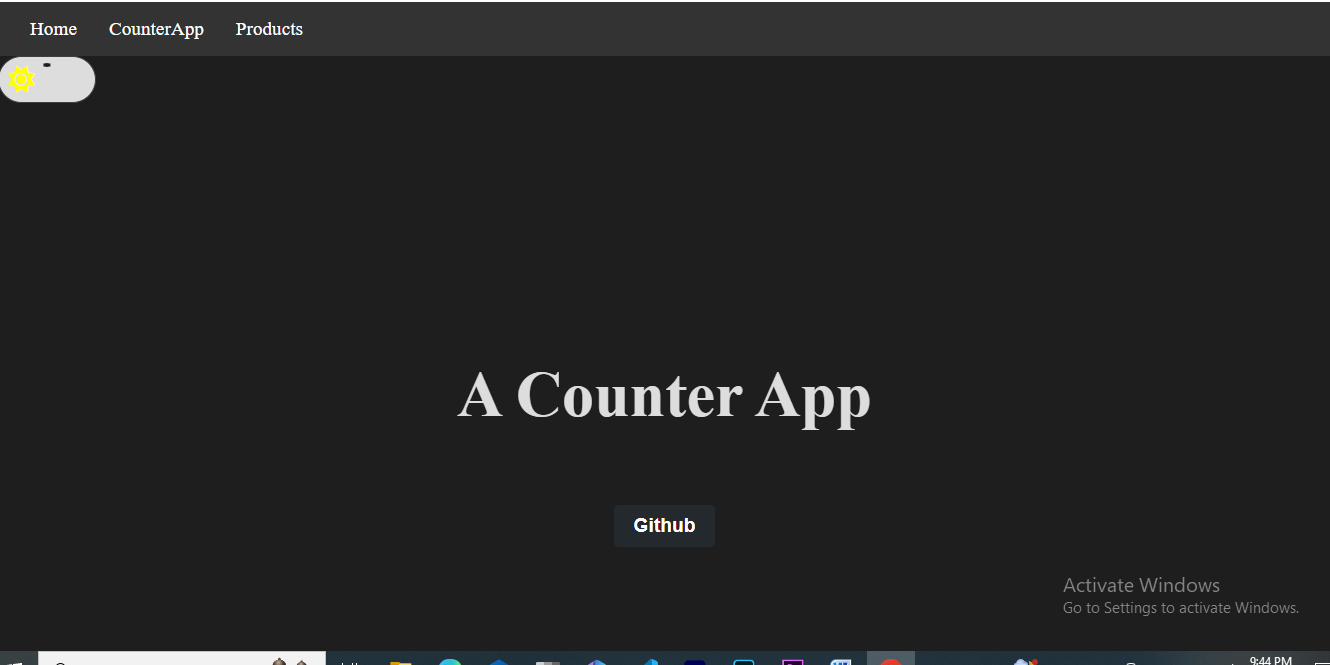 Home CounterApp Products
A Counter App
Github
Activate Windows
Go to Settings to activate Windows.
9:44 PM